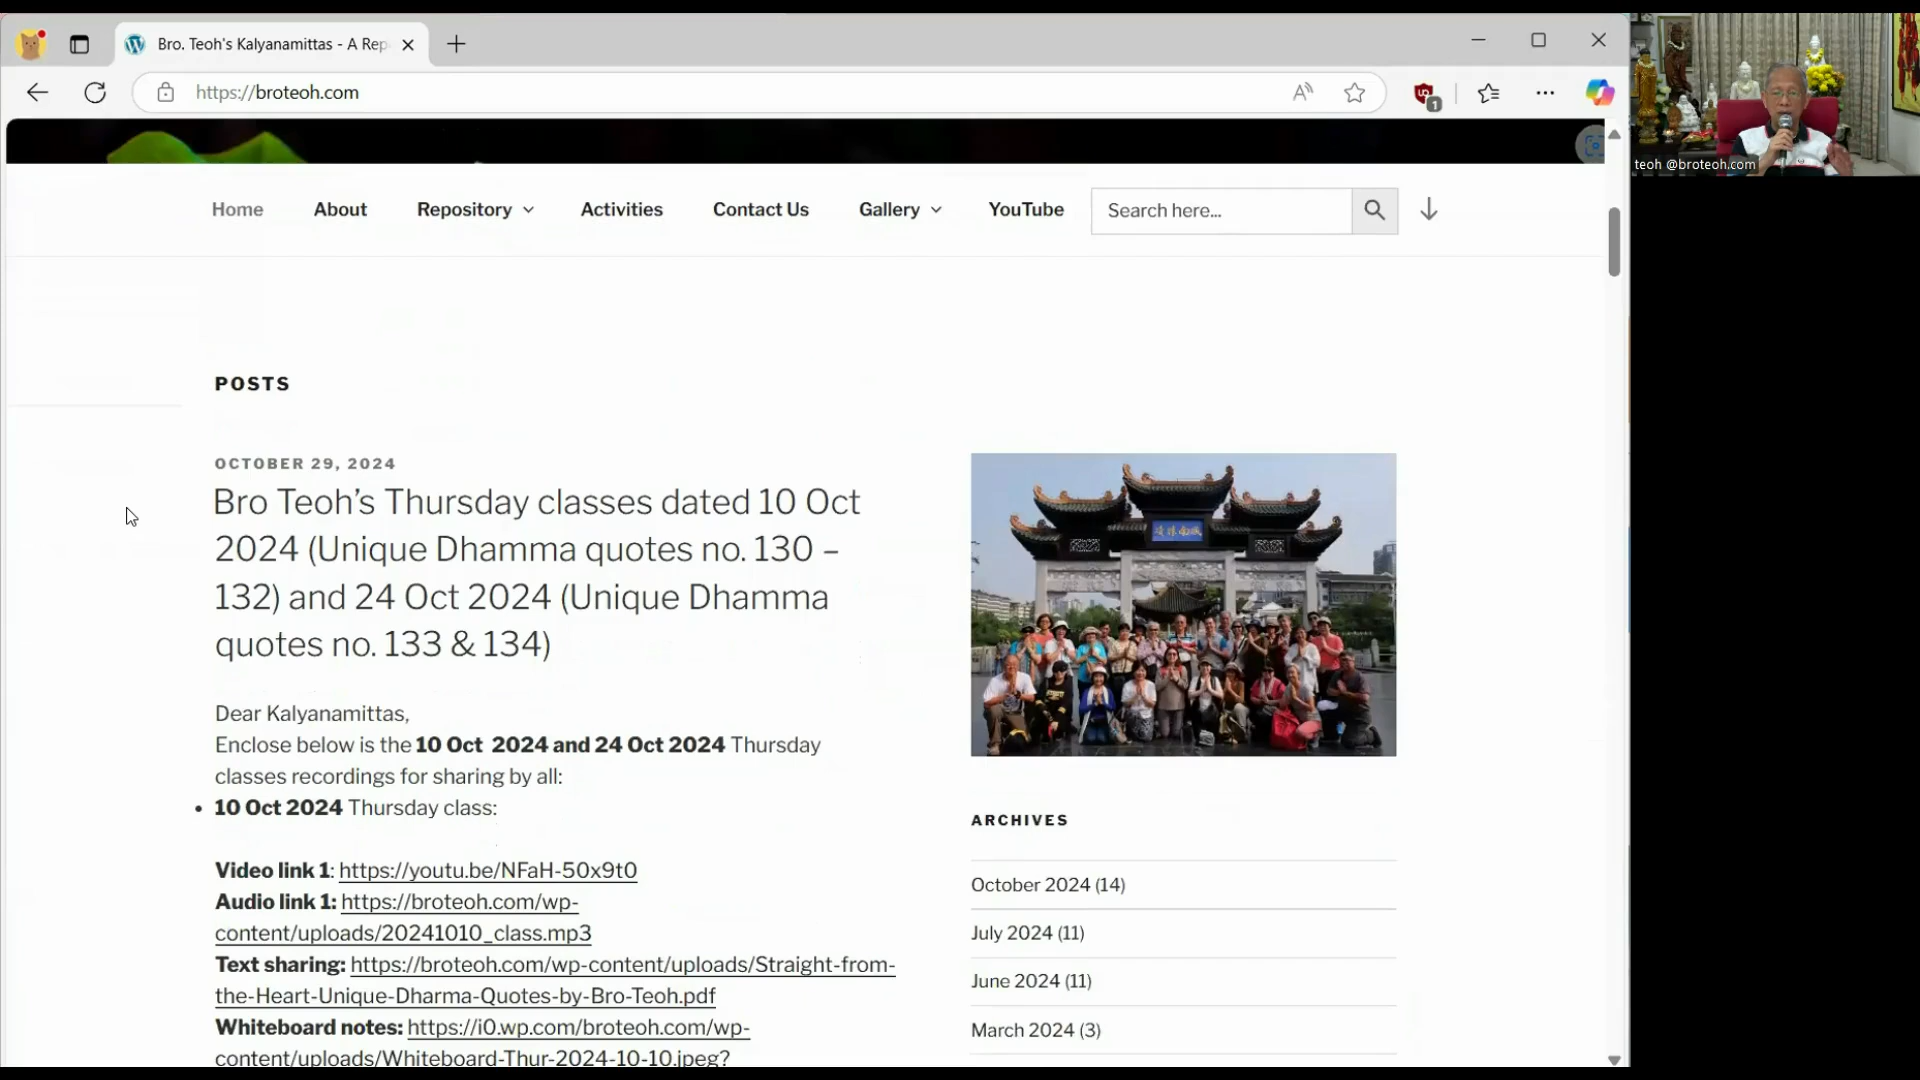 Bro. Teoh's Kalyanamittas - A Rep
https://broteoh.com
1
teoh @broteoh.com
Home
About
Repository
Activities
Contact Us
Gallery
YouTube
Search here...
POSTS
OCTOBER 29, 2024
Bro Teoh’s Thursday classes dated 10 Oct
2024 (Unique Dhamma quotes no. 130 –
132) and 24 Oct 2024 (Unique Dhamma
quotes no. 133 & 134)
Dear Kalyanamittas,
Enclose below is the 10 Oct 2024 and 24 Oct 2024 Thursday
classes recordings for sharing by all:
• 10 Oct 2024 Thursday class:
Video link 1: https://youtu.be/NFaH-50x9t0
Audio link 1: https://broteoh.com/wp-
content/uploads/20241010_class.mp3
Text sharing: https://broteoh.com/wp-content/uploads/Straight-from-
the-Heart-Unique-Dharma-Quotes-by-Bro-Teoh.pdf
Whiteboard notes: https://i0.wp.com/broteoh.com/wp-
content/uploads/Whiteboard-Thur-2024-10-10.jpeg?
ARCHIVES
October 2024 (14)
July 2024 (11)
June 2024 (11)
March 2024 (3)